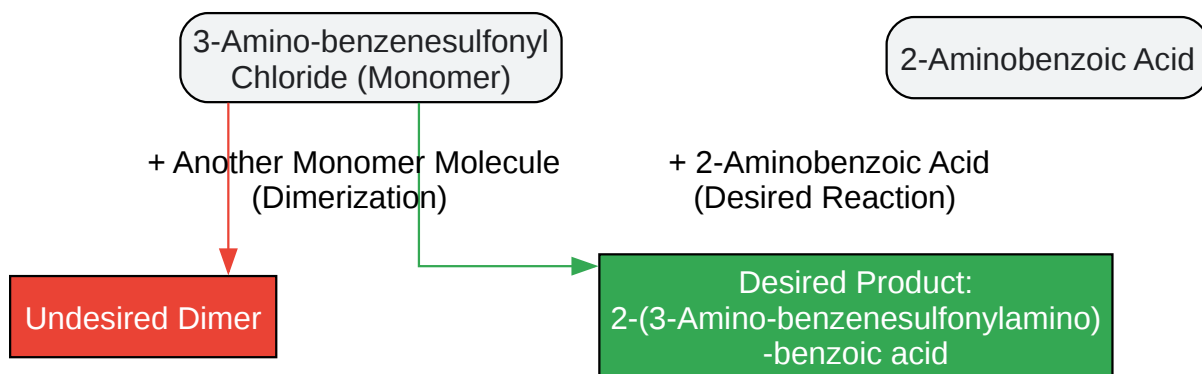 3-Amino-benzenesulfonyl
Chloride (Monomer)
2-Aminobenzoic Acid
+ Another Monomer Molecule
(Dimerization)
+ 2-Aminobenzoic Acid
(Desired Reaction)
Undesired Dimer
Desired Product:
2-(3-Amino-benzenesulfonylamino)
-benzoic acid